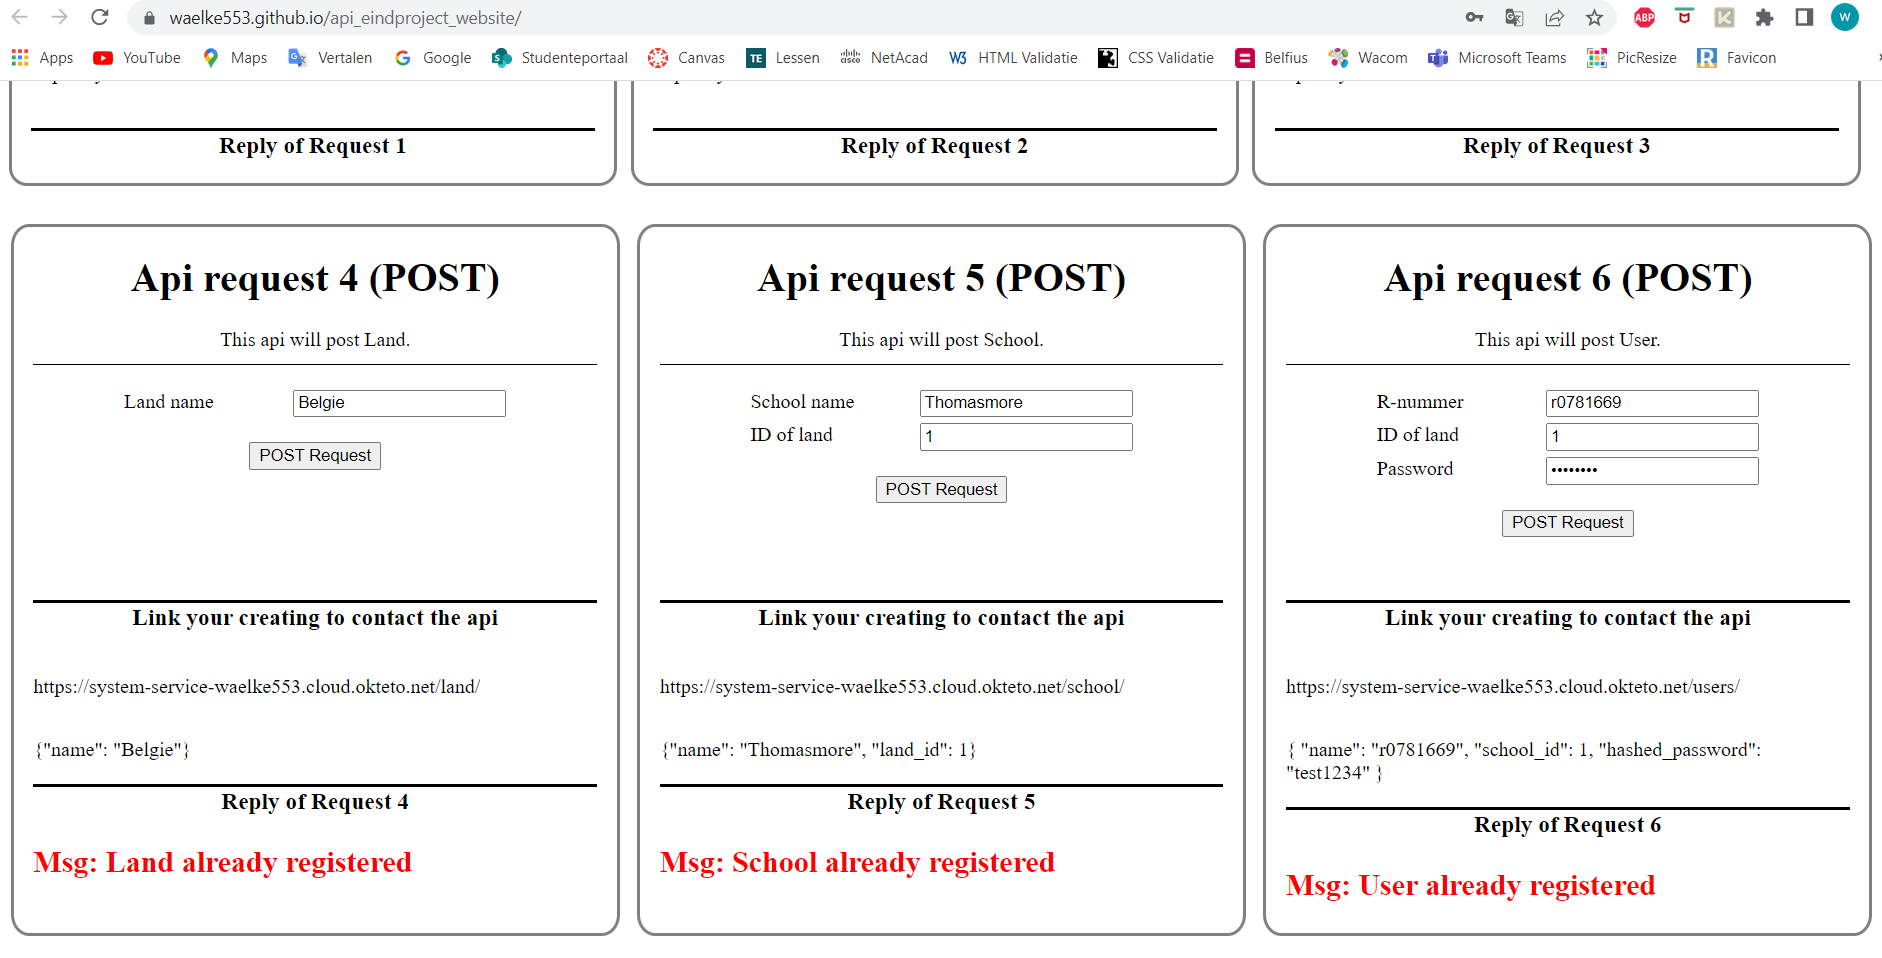 waelke553.github.io/api_eindproject_website/
ABP
W
Apps YouTube Maps Vertalen Google Studenteportaal Canvas TE Lessen NetAcad W3 HTML Validatie CSS Validatie Belfius Wacom Microsoft Teams PicResize R Favicon
Reply of Request 1
Reply of Request 2
Reply of Request 3
Api request 4 (POST)
This api will post Land.
Land name Belgie
POST Request
Link your creating to contact the api
https://system-service-waelke553.cloud.okteto.net/land/
{"name": "Belgie"}
Reply of Request 4
Msg: Land already registered
Api request 5 (POST)
This api will post School.
School name Thomasmore
ID of land 1
POST Request
Link your creating to contact the api
https://system-service-waelke553.cloud.okteto.net/school/
{"name": "Thomasmore", "land_id": 1}
Reply of Request 5
Msg: School already registered
Api request 6 (POST)
This api will post User.
R-nummer r0781669
ID of land 1
Password ••••••••
POST Request
Link your creating to contact the api
https://system-service-waelke553.cloud.okteto.net/users/
{ "name": "r0781669", "school_id": 1, "hashed_password":
"test1234" }
Reply of Request 6
Msg: User already registered